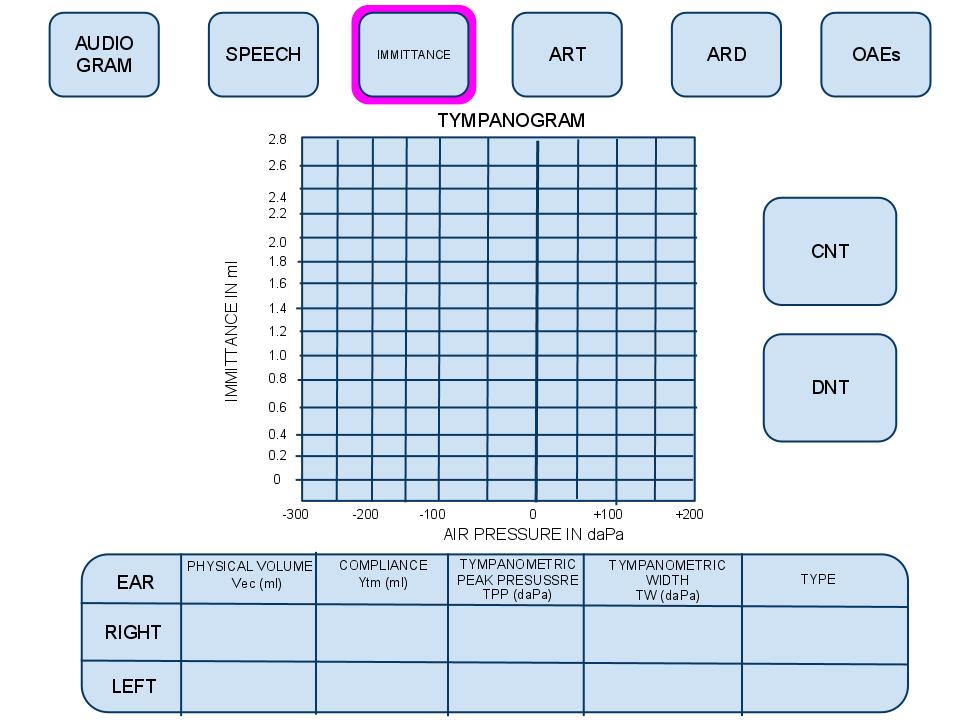 AUDIO
GRAM
SPEECH
IMMITTANCE
ART
ARD
OAEs
TYMPANOGRAM
2.8
2.6
2.4
2.2
2.0
1.8
1.6
1.4
1.2
1.0
0.8
0.6
0.4
0.2
0
IMMITTANCE IN ml
-300 -200 -100 0 +100 +200
AIR PRESSURE IN daPa
CNT
DNT
EAR
PHYSICAL VOLUME
Vec (ml)
COMPLIANCE
Ytm (ml)
TYMPANOMETRIC
PEAK PRESUSSRE
TPP (daPa)
TYMPANOMETRIC
WIDTH
TW (daPa)
TYPE
RIGHT
LEFT